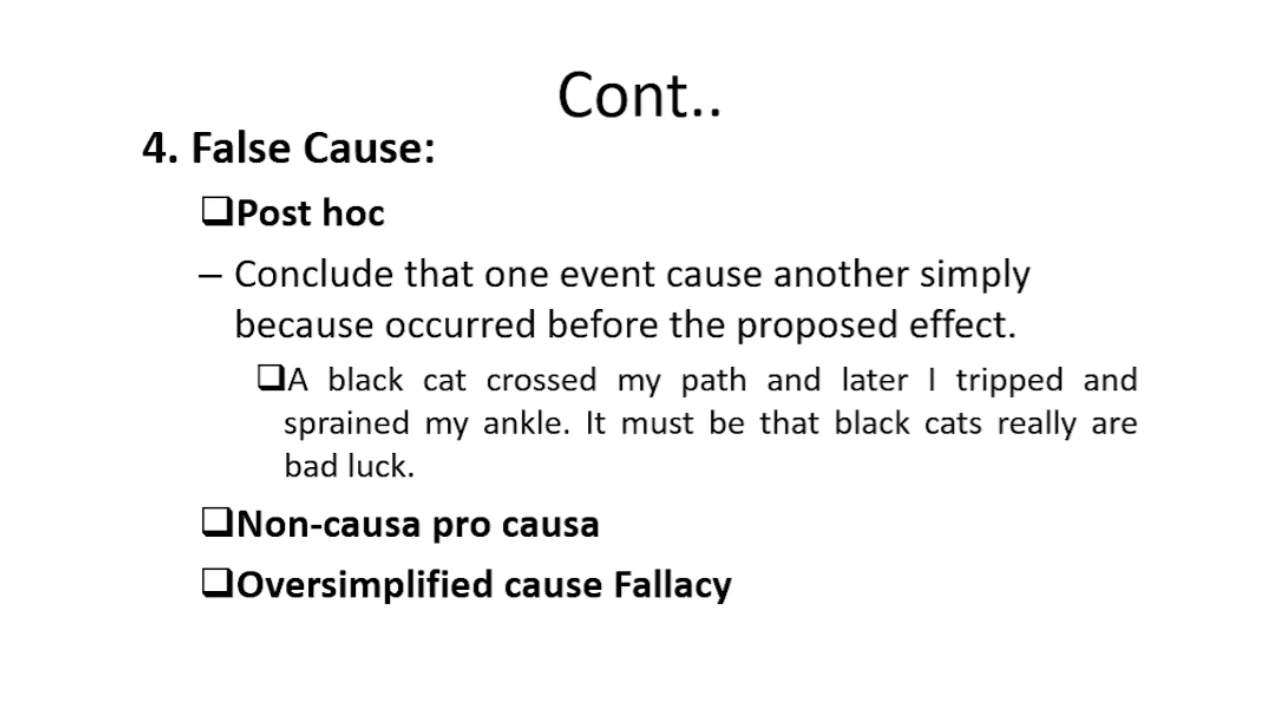 Cont..
4. False Cause:
❑Post hoc
– Conclude that one event cause another simply
because occurred before the proposed effect.
❑A black cat crossed my path and later I tripped and
sprained my ankle. It must be that black cats really are
bad luck.
❑Non-causa pro causa
❑Oversimplified cause Fallacy